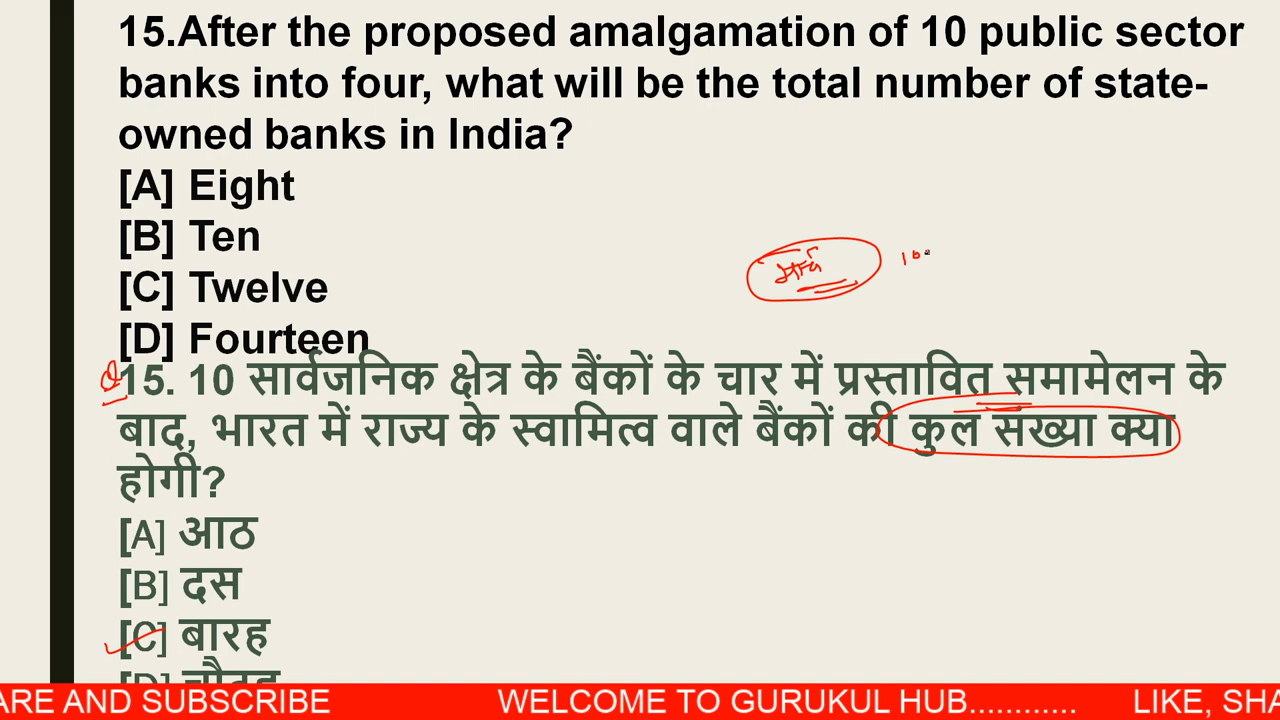 15.After the proposed amalgamation of 10 public sector
banks into four, what will be the total number of state-
owned banks in India?
[A] Eight
[B] Ten
[C] Twelve
[D] Fourteen
15. 10 सार्वजनिक क्षेत्र के बैंकों के चार में प्रस्तावित समामेलन के
बाद, भारत में राज्य के स्वामित्व वाले बैंकों की कुल संख्या क्या
होगी?
[A] आठ
[B] दस
[C] बारह
[D] चौदह
ARE AND SUBSCRIBE WELCOME TO GURUKUL HUB............ LIKE, SHA